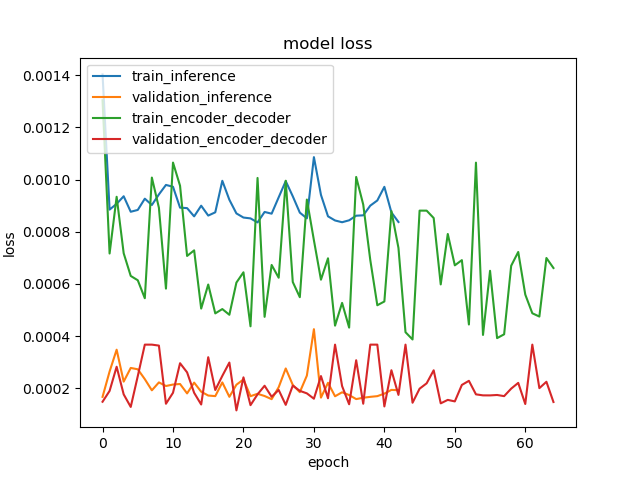 model loss
train_inference
validation_inference
train_encoder_decoder
validation_encoder_decoder
0.0014
0.0012
0.0010
0.0008
0.0006
0.0004
0.0002
loss
0 10 20 30 40 50 60
epoch